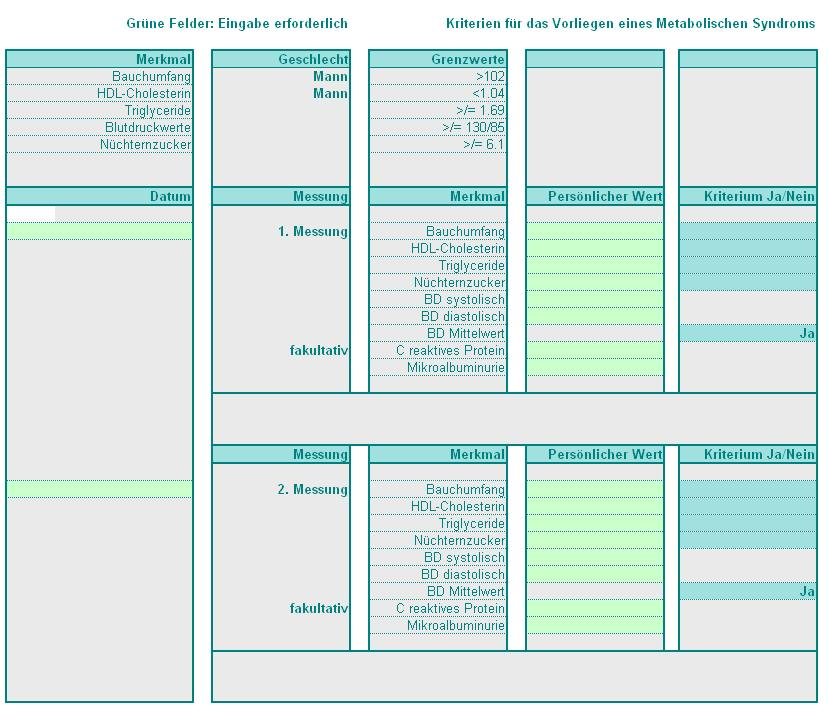 Grüne Felder: Eingabe erforderlich Kriterien für das Vorliegen eines Metabolischen Syndroms
Merkmal Geschlecht Grenzwerte
Bauchumfang Mann >102
HDL-Cholesterin Mann <1.04
Triglyceride >/= 1.69
Blutdruckwerte >/= 130/85
Nüchternzucker >/= 6.1
Datum Messung Merkmal Persönlicher Wert Kriterium Ja/Nein
1. Messung Bauchumfang
HDL-Cholesterin
Triglyceride
Nüchternzucker
BD systolisch
BD diastolisch
BD Mittelwert Ja
fakultativ C reaktives Protein
Mikroalbuminurie
Messung Merkmal Persönlicher Wert Kriterium Ja/Nein
2. Messung Bauchumfang
HDL-Cholesterin
Triglyceride
Nüchternzucker
BD systolisch
BD diastolisch
BD Mittelwert Ja
fakultativ C reaktives Protein
Mikroalbuminurie